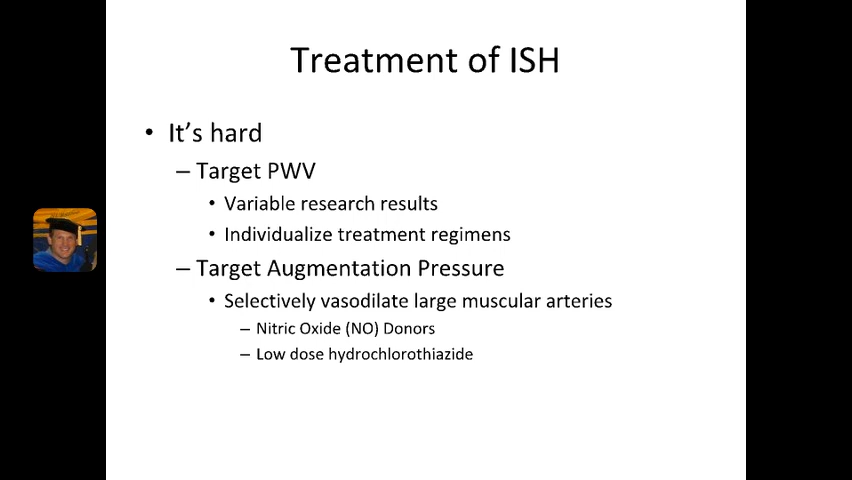 Treatment of ISH
• It's hard
– Target PWV
• Variable research results
• Individualize treatment regimens
– Target Augmentation Pressure
• Selectively vasodilate large muscular arteries
– Nitric Oxide (NO) Donors
– Low dose hydrochlorothiazide